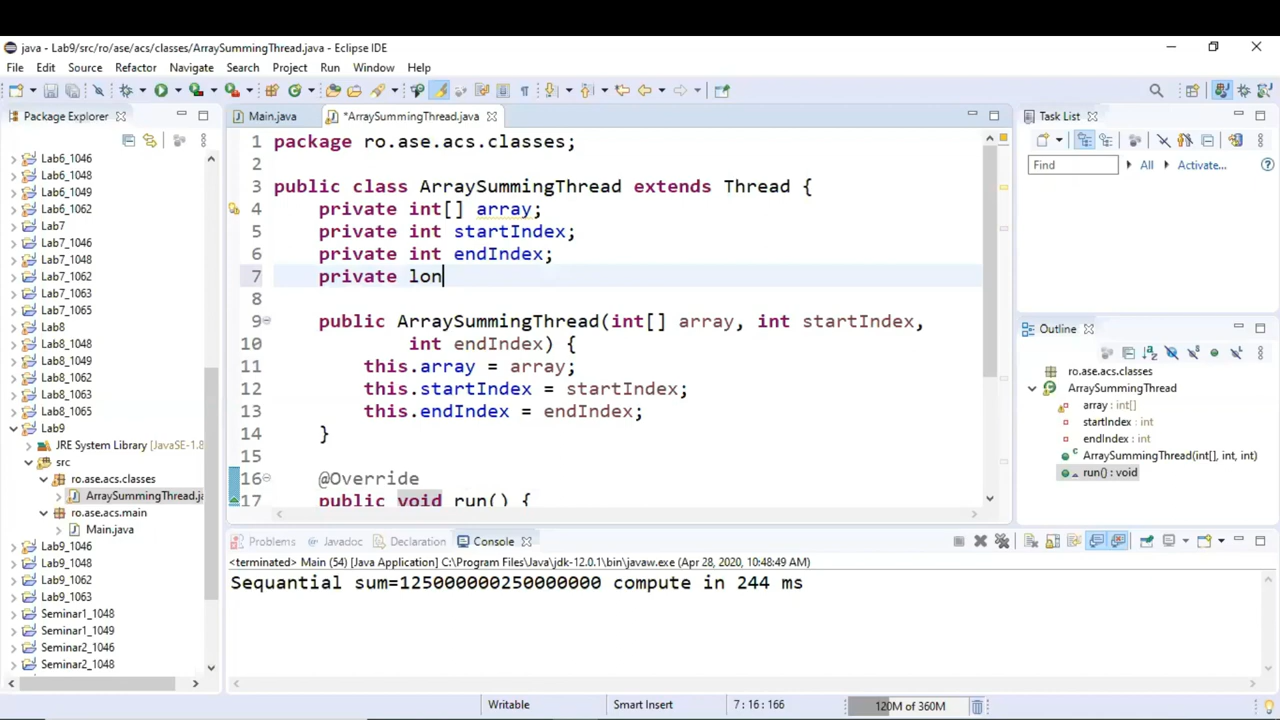 java - Lab9/src/ro/ase/acs/classes/ArraySummingThread.java - Eclipse IDE
File Edit Source Refactor Navigate Search Project Run Window Help
Package Explorer
Lab6_1046
Lab6_1048
Lab6_1049
Lab6_1062
Lab7
Lab7_1046
Lab7_1048
Lab7_1062
Lab7_1063
Lab7_1065
Lab8
Lab8_1048
Lab8_1049
Lab8_1062
Lab8_1063
Lab8_1065
Lab9
JRE System Library [JavaSE-1.8
src
ro.ase.acs.classes
ArraySummingThread.ja
ro.ase.acs.main
Main.java
Lab9_1046
Lab9_1048
Lab9_1062
Lab9_1063
Seminar1_1048
Seminar1_1049
Seminar2_1046
Seminar2_1048
Main.java *ArraySummingThread.java
1 package ro.ase.acs.classes;
2
3 public class ArraySummingThread extends Thread {
4 private int[] array;
5 private int startIndex;
6 private int endIndex;
7 private lon
8
9 public ArraySummingThread(int[] array, int startIndex,
10 int endIndex) {
11 this.array = array;
12 this.startIndex = startIndex;
13 this.endIndex = endIndex;
14 }
15
16 @Override
17 public void run() {
Task List
Find All Activate...
Outline
ro.ase.acs.classes
ArraySummingThread
array : int[]
startIndex : int
endIndex : int
ArraySummingThread(int[], int, int)
run() : void
Problems Javadoc Declaration Console
<terminated> Main (54) [Java Application] C:\Program Files\Java\jdk-12.0.1\bin\javaw.exe (Apr 28, 2020, 10:48:49 AM)
Sequantial sum=125000000250000000 compute in 244 ms
Writable Smart Insert 7 : 16 : 166 120M of 360M